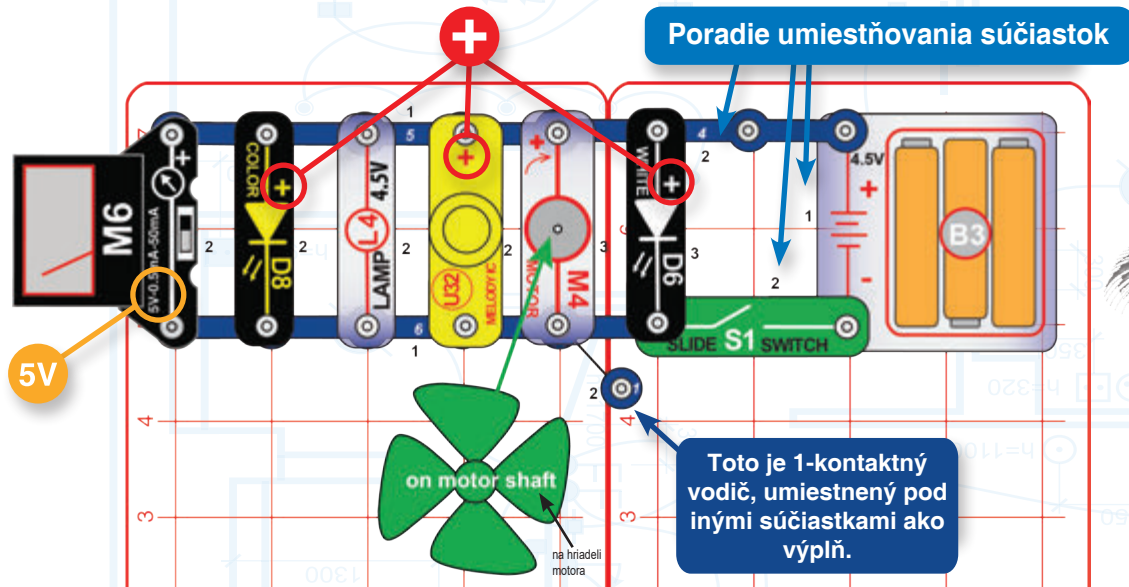 +
Poradie umiestňovania súčiastok
1
5
4
2
M6
5V-0.5mA-50mA
+
2
COLOR
+
D8
2
4.5V
L4
LAMP
2
+
U32
MELODY IC
2
+
MOTOR
M4
3
WHITE
+
D6
3
4.5V
+
-
B3
1
2
6
1
SLIDE S1 SWITCH
5V
2
1
on motor shaft
na hriadeli
motora
Toto je 1-kontaktný
vodič, umiestnený pod
inými súčiastkami ako
výplň.
4
4
3
3